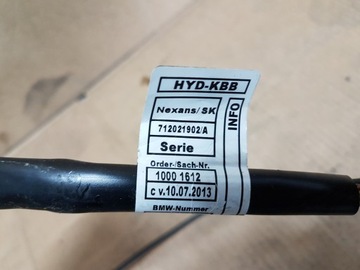 HYD-KBB
Nexans/SK
712021902/A
Serie
Order-/Sach-Nr.
1000 1612
c v.10.07.2013
BMW-Nummer
INFO